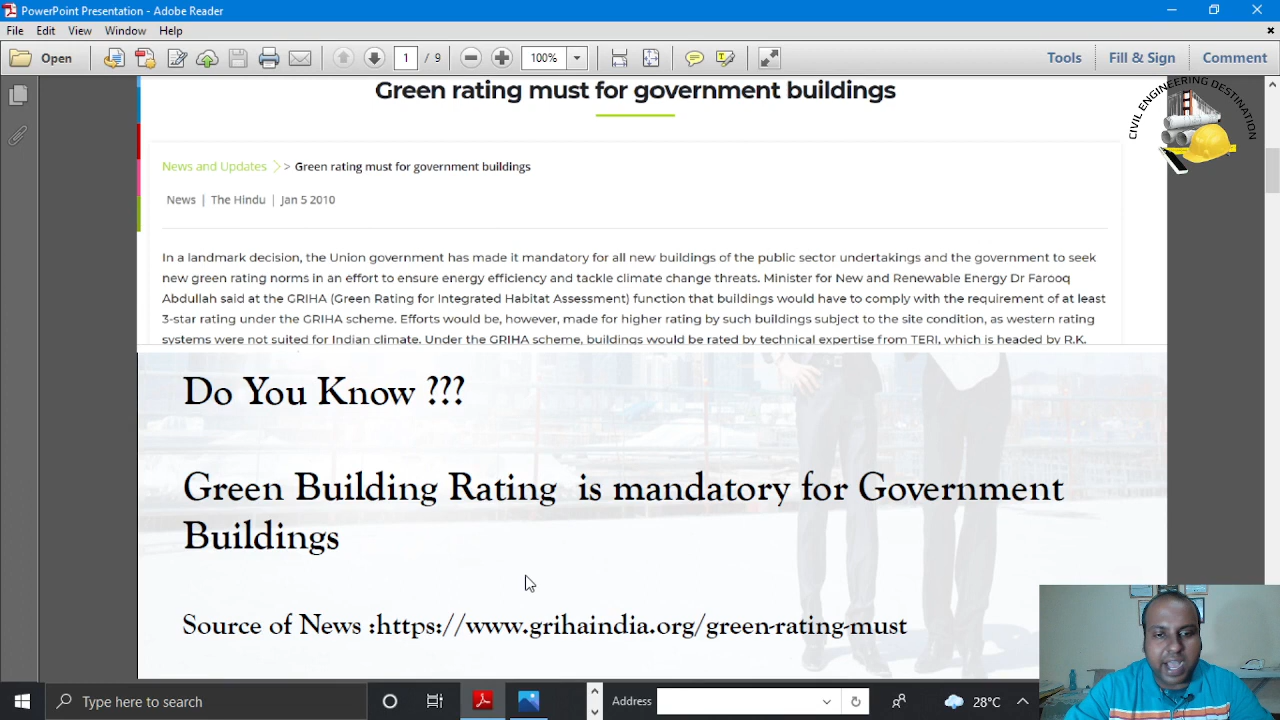 PowerPoint Presentation - Adobe Reader
File Edit View Window Help
Open 1 / 9 100% Tools Fill & Sign Comment
Green rating must for government buildings
CIVIL ENGINEERING DESTINATION
News and Updates > > Green rating must for government buildings
News | The Hindu | Jan 5 2010
In a landmark decision, the Union government has made it mandatory for all new buildings of the public sector undertakings and the government to seek
new green rating norms in an effort to ensure energy efficiency and tackle climate change threats. Minister for New and Renewable Energy Dr Farooq
Abdullah said at the GRIHA (Green Rating for Integrated Habitat Assessment) function that buildings would have to comply with the requirement of at least
3-star rating under the GRIHA scheme. Efforts would be, however, made for higher rating by such buildings subject to the site condition, as western rating
systems were not suited for Indian climate. Under the GRIHA scheme, buildings would be rated by technical expertise from TERI, which is headed by R.K.
Do You Know ???
Green Building Rating is mandatory for Government
Buildings
Source of News :https://www.grihaindia.org/green-rating-must
Type here to search Address 28°C